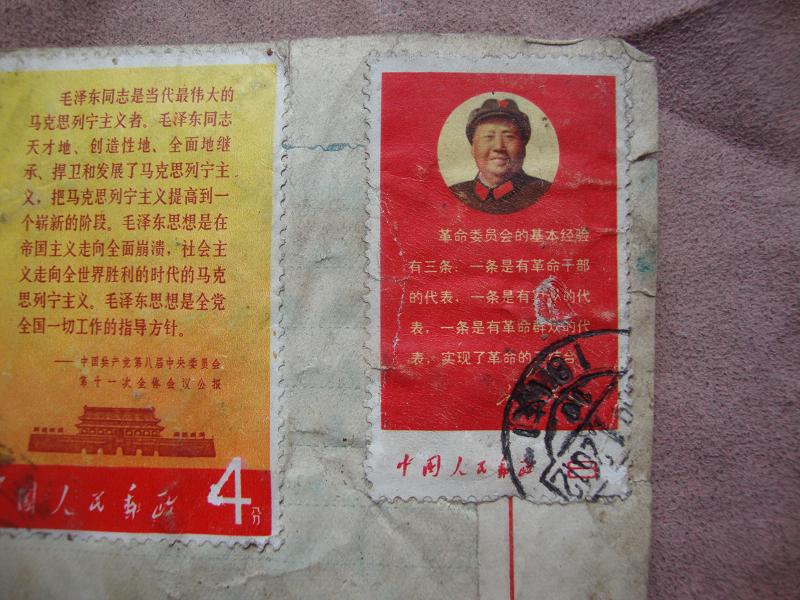 毛泽东同志是当代最伟大的
马克思列宁主义者。毛泽东同志
天才地、创造性地、全面地继
承、捍卫和发展了马克思列宁主
义，把马克思列宁主义提高到一
个崭新的阶段。毛泽东思想是在
帝国主义走向全面崩溃，社会主
义走向全世界胜利的时代的马克
思列宁主义。毛泽东思想是全党
全国一切工作的指导方针。
——中国共产党第八届中央委员会
第十一次全体会议公报
中国人民邮政
4分
革命委员会的基本经验
有三条：一条是有革命干部
的代表，一条是有的代
表，一条是有革命群众的代
表，实现了革命的三结合。
中国人民邮政